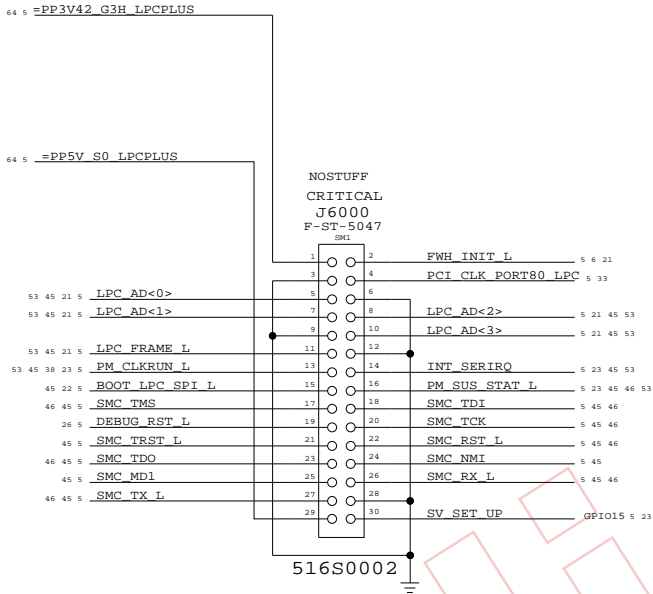 64 5 =PP3V42_G3H_LPCPLUS
64 5 =PP5V_S0_LPCPLUS
NOSTUFF
CRITICAL
J6000
F-ST-5047
SM1
1 2 FWH_INIT_L 5 6 21
3 4 PCI_CLK_PORT80_LPC 5 33
53 45 21 5 LPC_AD<0> 5 6
53 45 21 5 LPC_AD<1> 7 8 LPC_AD<2> 5 21 45 53
9 10 LPC_AD<3> 5 21 45 53
53 45 21 5 LPC_FRAME_L 11 12
53 45 38 23 5 PM_CLKRUN_L 13 14 INT_SERIRQ 5 23 45 53
45 22 5 BOOT_LPC_SPI_L 15 16 PM_SUS_STAT_L 5 23 45 46 53
46 45 5 SMC_TMS 17 18 SMC_TDI 5 45 46
26 5 DEBUG_RST_L 19 20 SMC_TCK 5 45 46
45 5 SMC_TRST_L 21 22 SMC_RST_L 5 45 46
46 45 5 SMC_TDO 23 24 SMC_NMI 5 45
45 5 SMC_MD1 25 26 SMC_RX_L 5 45 46
46 45 5 SMC_TX_L 27 28
29 30 SV_SET_UP GPIO15 5 23
516S0002